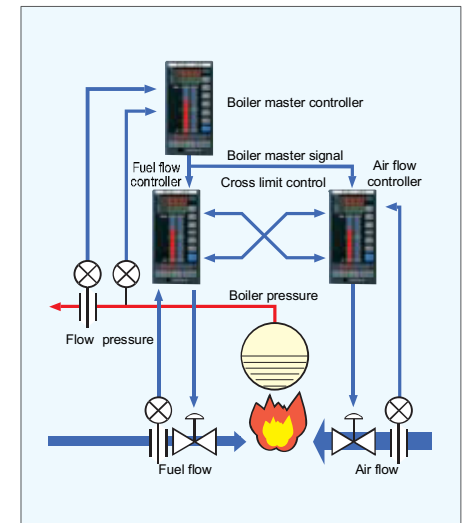 Boiler master controller
Boiler master signal
Fuel flow
controller
Cross limit control
Air flow
controller
Boiler pressure
Flow pressure
Fuel flow
Air flow